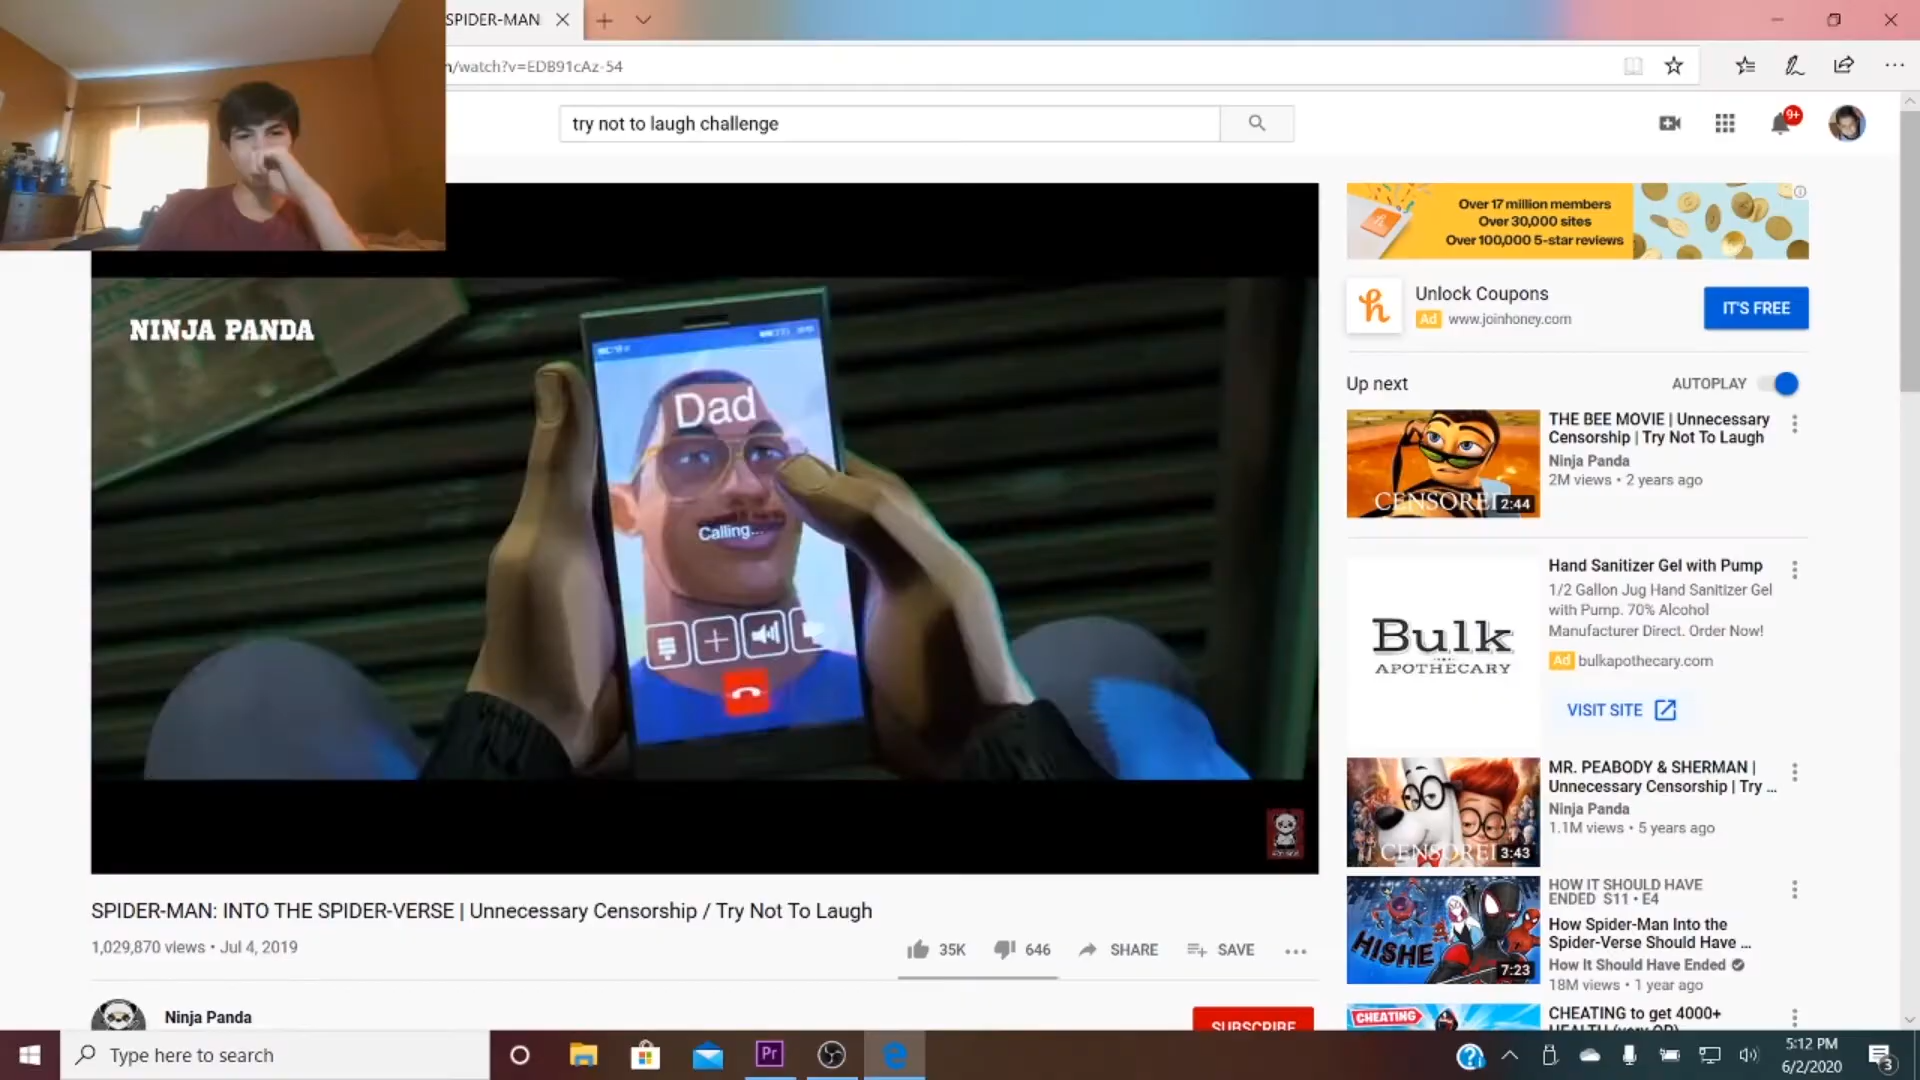 SPIDER-MAN
/watch?v=EDB91cAz-54
try not to laugh challenge
9+
NINJA PANDA
Dad
Calling...
Over 17 million members
Over 30,000 sites
Over 100,000 5-star reviews
Unlock Coupons
Ad www.joinhoney.com
IT'S FREE
Up next
AUTOPLAY
THE BEE MOVIE | Unnecessary
Censorship | Try Not To Laugh
Ninja Panda
2M views • 2 years ago
CENSORE
2:44
Bulk
APOTHECARY
Hand Sanitizer Gel with Pump
1/2 Gallon Jug Hand Sanitizer Gel
with Pump. 70% Alcohol
Manufacturer Direct. Order Now!
Ad bulkapothecary.com
VISIT SITE
MR. PEABODY & SHERMAN |
Unnecessary Censorship | Try ...
Ninja Panda
1.1M views • 5 years ago
CENSORE
3:43
HOW IT SHOULD HAVE
ENDED S11 • E4
How Spider-Man Into the
Spider-Verse Should Have ...
How It Should Have Ended
18M views • 1 year ago
HISHE
7:23
CHEATING
CHEATING to get 4000+
SPIDER-MAN: INTO THE SPIDER-VERSE | Unnecessary Censorship / Try Not To Laugh
1,029,870 views • Jul 4, 2019
35K
646
SHARE
SAVE
Ninja Panda
SUBSCRIBE
Type here to search
Pr
5:12 PM
6/2/2020
3